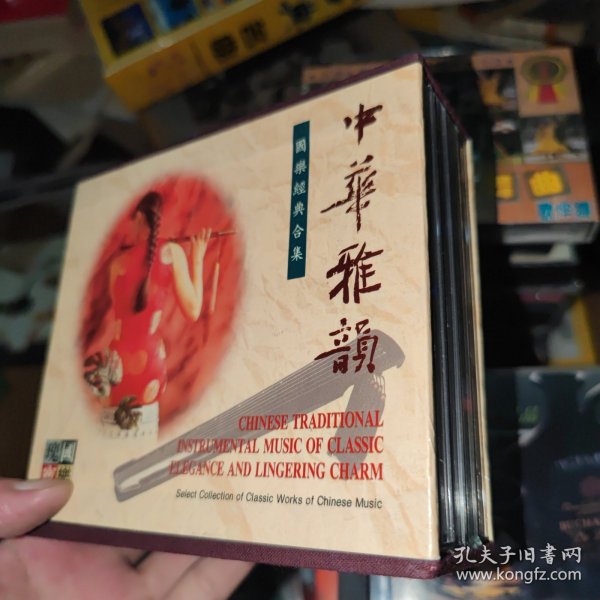 中華雅韻
國樂經典合集
CHINESE TRADITIONAL
INSTRUMENTAL MUSIC OF CLASSIC
ELEGANCE AND LINGERING CHARM
Select Collection of Classic Works of Chinese Music
孔夫子旧书网
www.kongfz.com